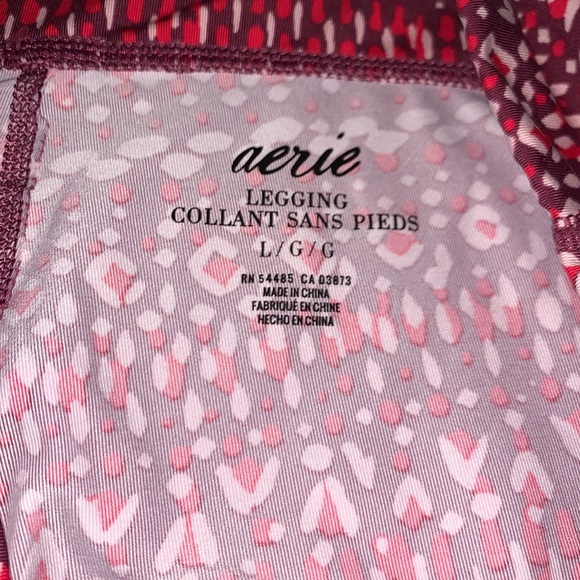 aerie
LEGGING
COLLANT SANS PIEDS
L/G/G
RN 54485 CA 03873
MADE IN CHINA
FABRIQUÉ EN CHINE
HECHO EN CHINA